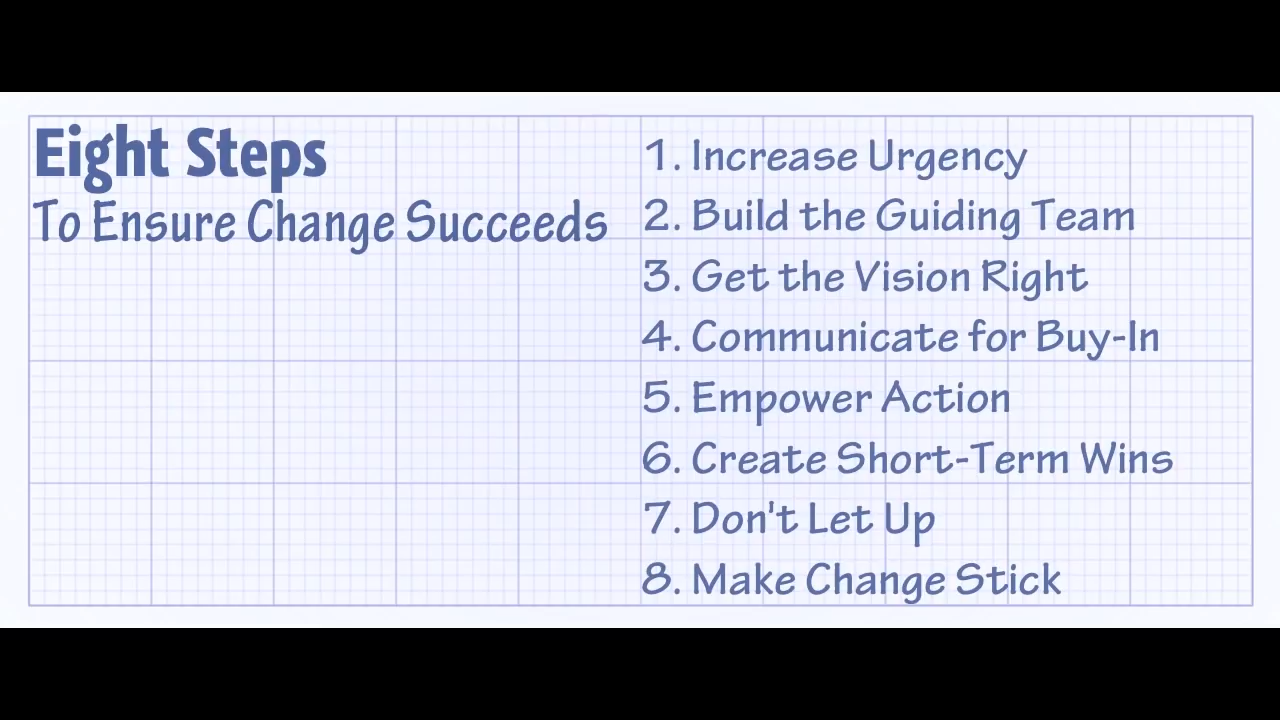 Eight Steps
To Ensure Change Succeeds
1. Increase Urgency
2. Build the Guiding Team
3. Get the Vision Right
4. Communicate for Buy-In
5. Empower Action
6. Create Short-Term Wins
7. Don't Let Up
8. Make Change Stick